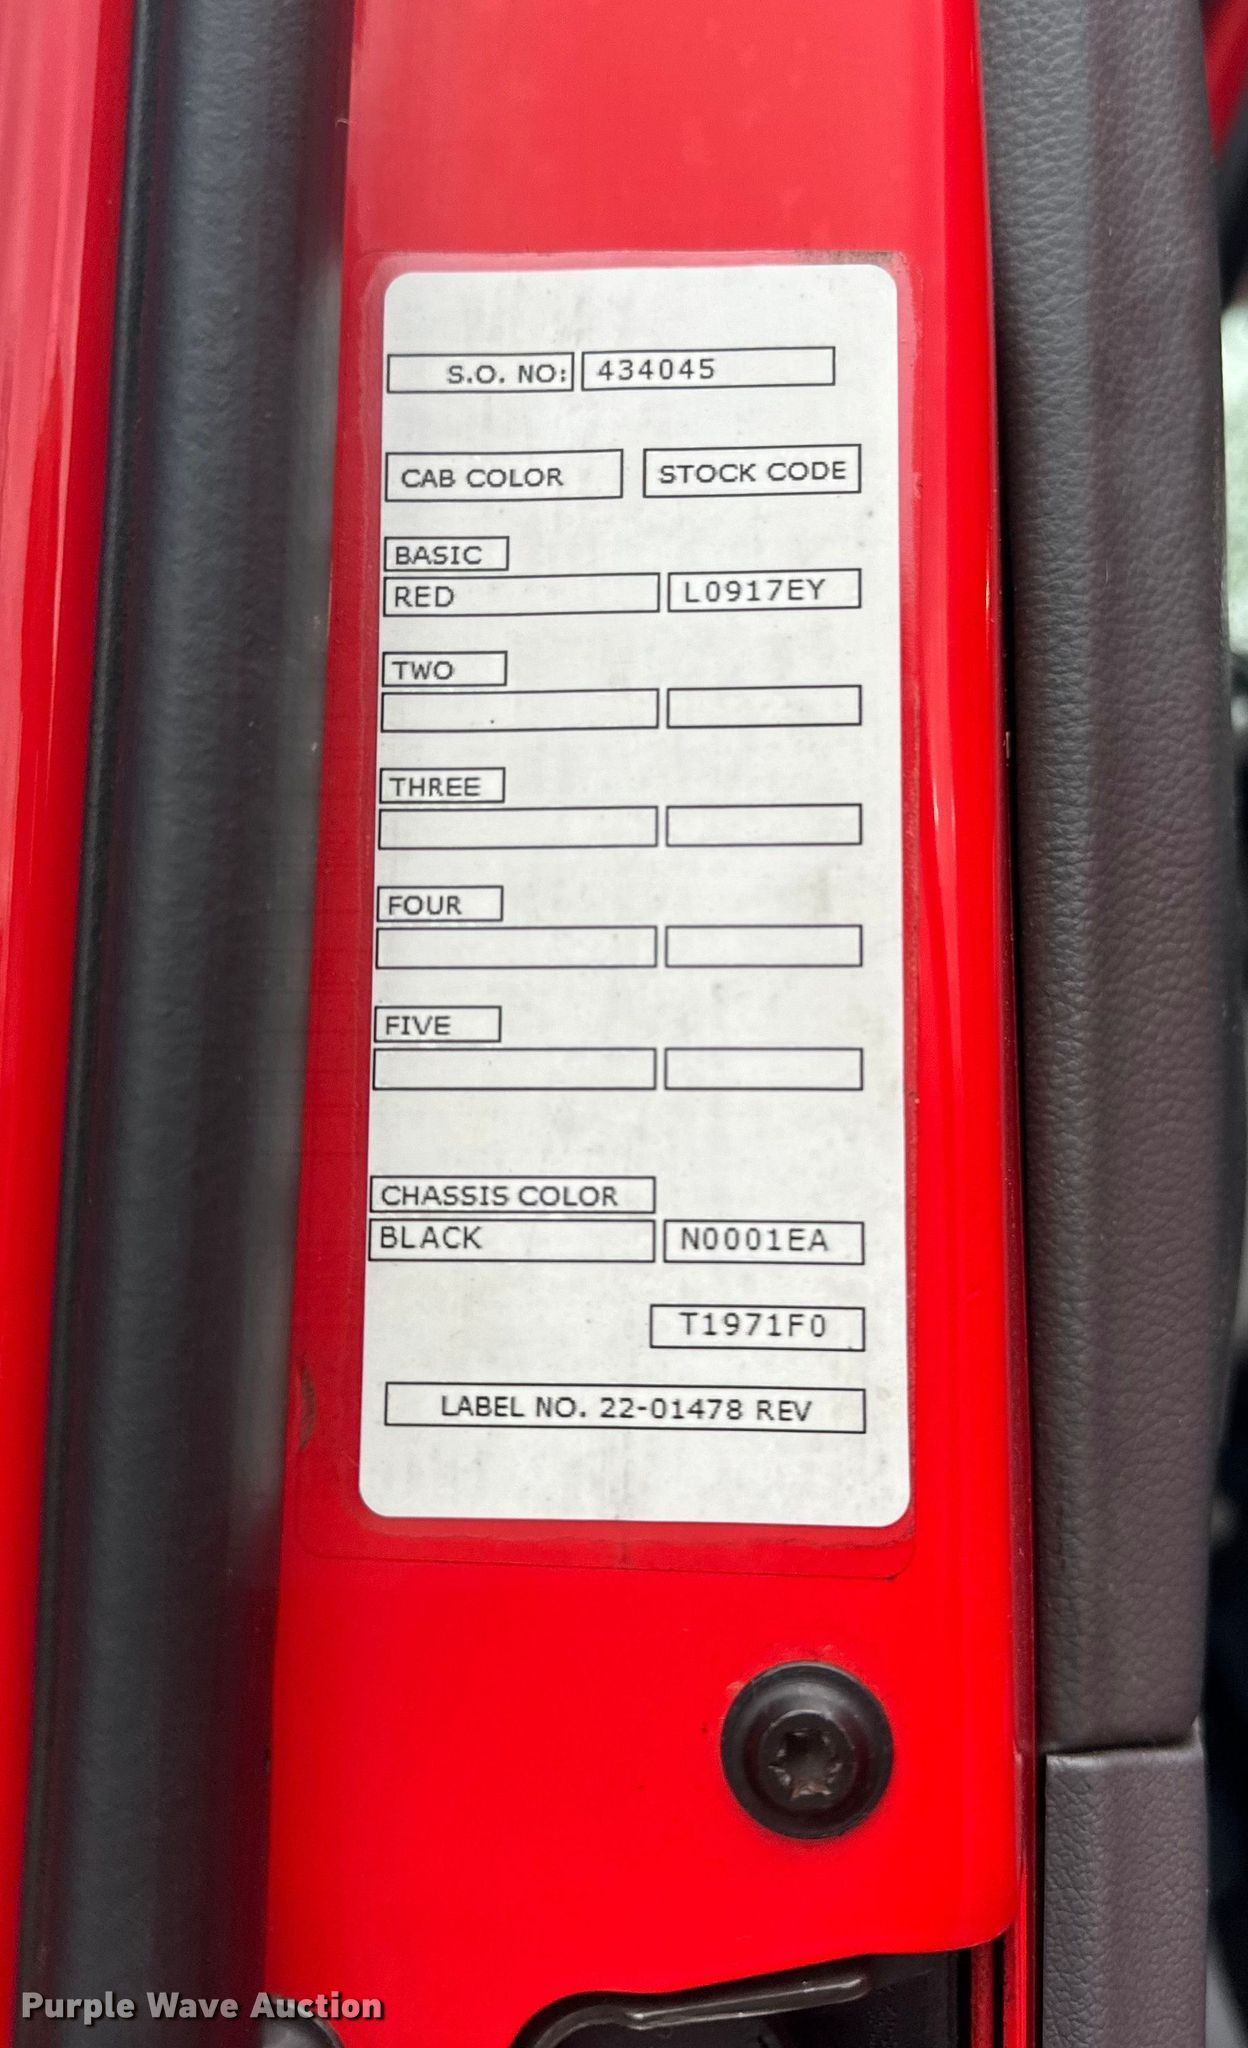 S.O. NO: 434045
CAB COLOR STOCK CODE
BASIC
RED L0917EY
TWO
THREE
FOUR
FIVE
CHASSIS COLOR
BLACK N0001EA
T1971F0
LABEL NO. 22-01478 REV
Purple Wave Auction